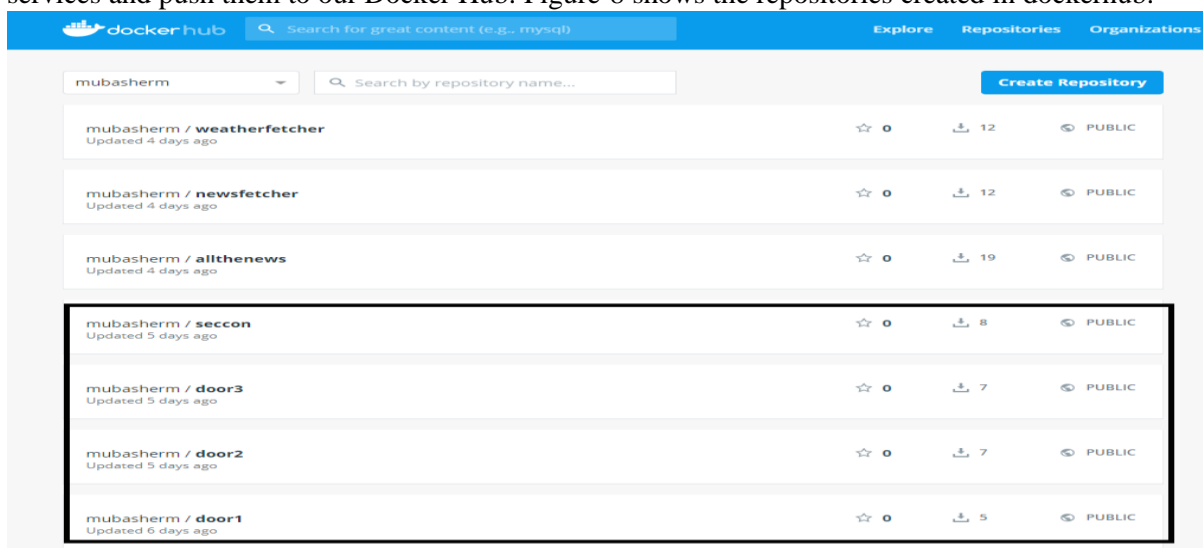 services and push them to our Docker Hub. Figure 8 shows the repositories created in dockerhub.
dockerhub Search for great content (e.g., mysql) Explore Repositories Organizations
mubasherm Search by repository name... Create Repository
mubasherm / weatherfetcher 0 12 PUBLIC
Updated 4 days ago
mubasherm / newsfetcher 0 12 PUBLIC
Updated 4 days ago
mubasherm / allthenews 0 19 PUBLIC
Updated 4 days ago
mubasherm / seccon 0 8 PUBLIC
Updated 5 days ago
mubasherm / door3 0 7 PUBLIC
Updated 5 days ago
mubasherm / door2 0 7 PUBLIC
Updated 5 days ago
mubasherm / door1 0 5 PUBLIC
Updated 6 days ago